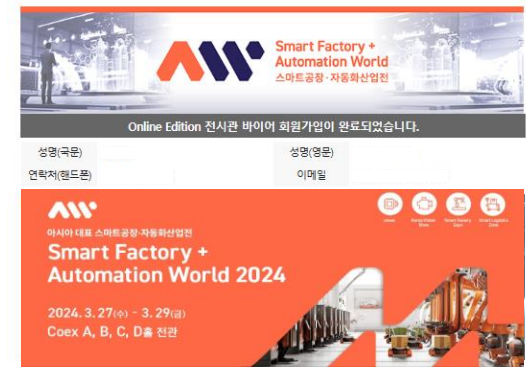 Smart Factory +
Automation World
스마트공장·자동화산업전
Online Edition 전시관 바이어 회원가입이 완료되었습니다.
성명(국문)
성명(영문)
연락처(핸드폰)
이메일
아시아 대표 스마트공장·자동화산업전
Smart Factory +
Automation World 2024
2024. 3. 27(수) - 3. 29(금)
Coex A, B, C, D홀 전관